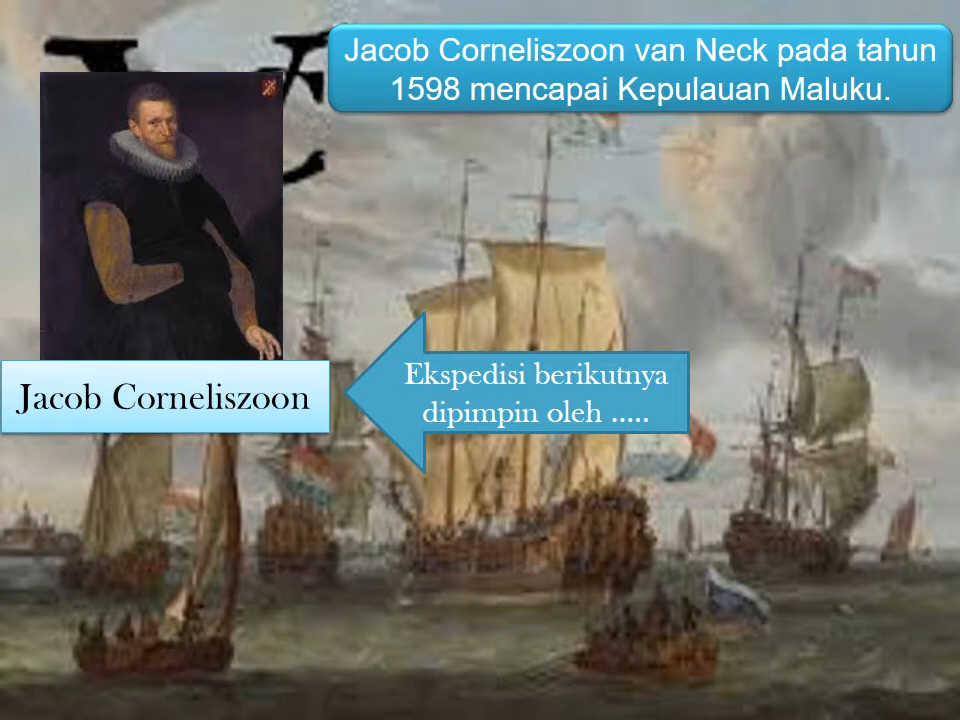 Jacob Corneliszoon van Neck pada tahun
1598 mencapai Kepulauan Maluku.
Jacob Corneliszoon
Ekspedisi berikutnya
dipimpin oleh .....